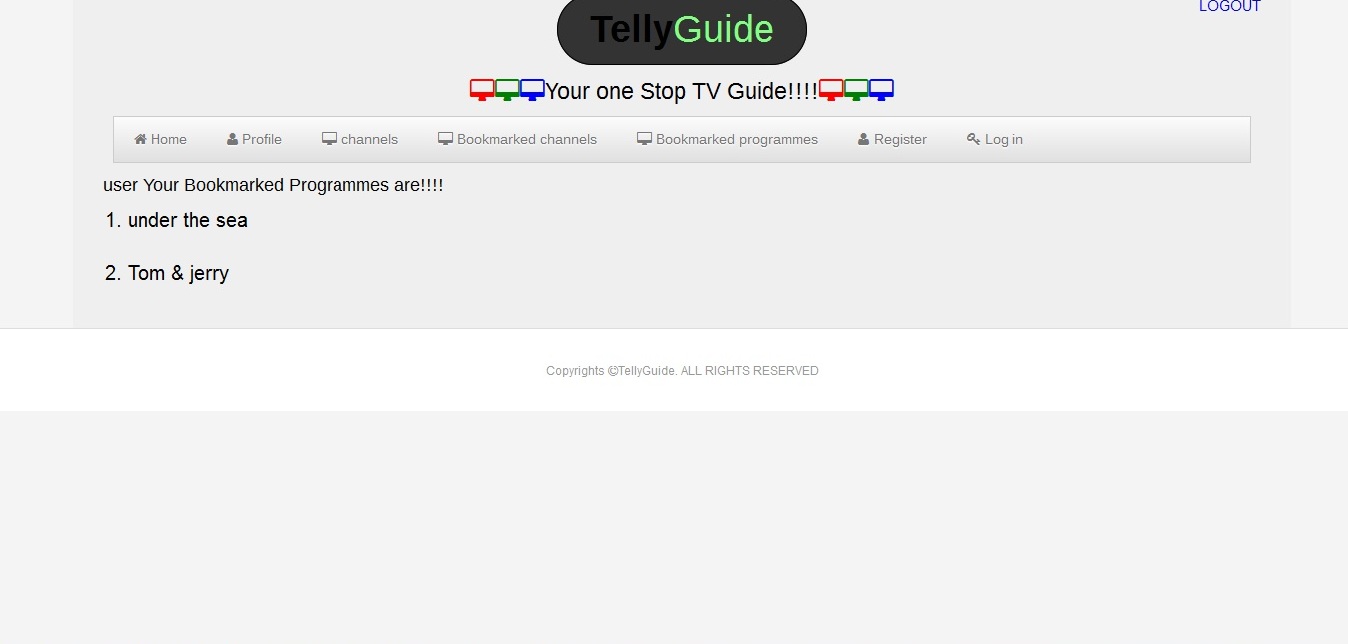 LOGOUT
TellyGuide
Your one Stop TV Guide!!!!
Home Profile channels Bookmarked channels Bookmarked programmes Register Log in
user Your Bookmarked Programmes are!!!!
1. under the sea
2. Tom & jerry
Copyrights ©TellyGuide. ALL RIGHTS RESERVED